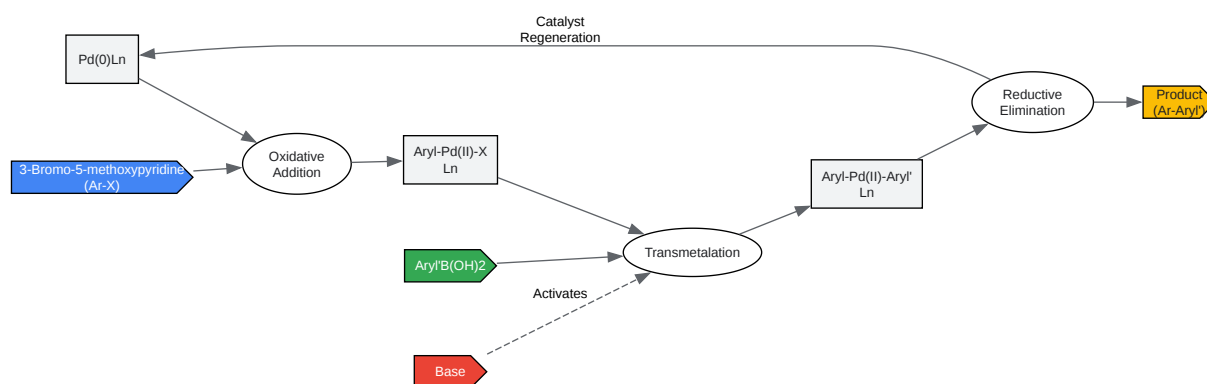 Catalyst
Regeneration
Pd(0)Ln
Reductive
Elimination
Product
(Ar-Aryl')
Oxidative
Addition
Aryl-Pd(II)-X
Ln
3-Bromo-5-methoxypyridine
(Ar-X)
Aryl-Pd(II)-Aryl'
Ln
Transmetalation
Aryl'B(OH)2
Activates
Base